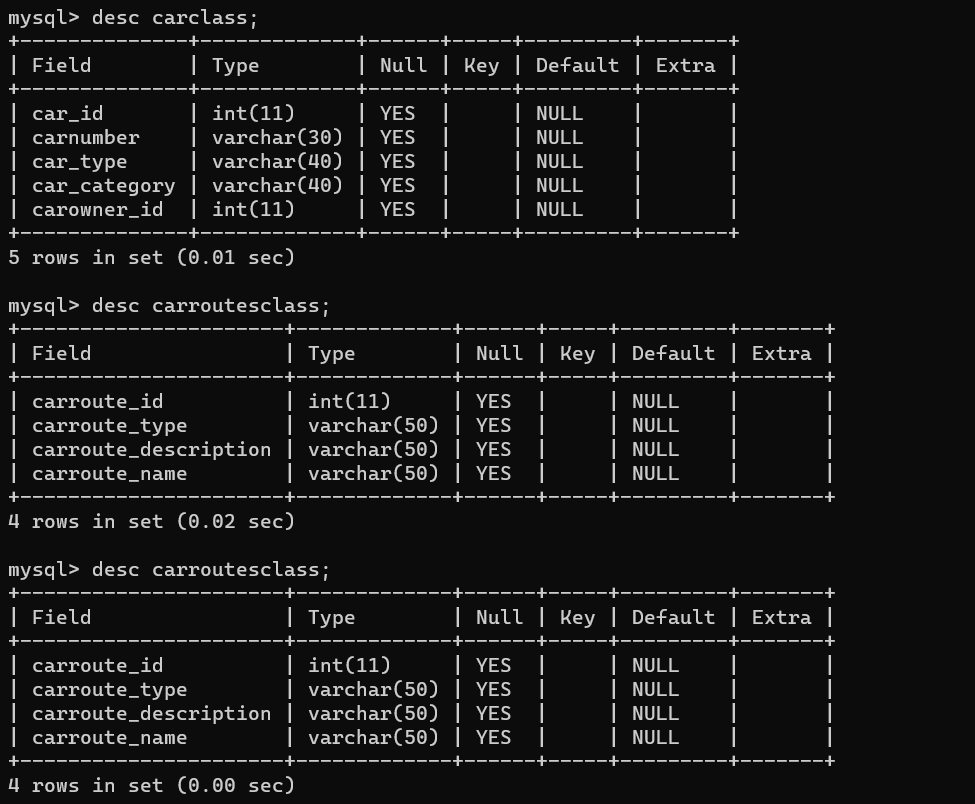 mysql> desc carclass;
+--------------+-------------+------+-----+---------+-------+
| Field        | Type        | Null | Key | Default | Extra |
+--------------+-------------+------+-----+---------+-------+
| car_id       | int(11)     | YES  |     | NULL    |       |
| carnumber    | varchar(30) | YES  |     | NULL    |       |
| car_type     | varchar(40) | YES  |     | NULL    |       |
| car_category | varchar(40) | YES  |     | NULL    |       |
| carowner_id  | int(11)     | YES  |     | NULL    |       |
+--------------+-------------+------+-----+---------+-------+
5 rows in set (0.01 sec)

mysql> desc carroutesclass;
+----------------------+-------------+------+-----+---------+-------+
| Field                | Type        | Null | Key | Default | Extra |
+----------------------+-------------+------+-----+---------+-------+
| carroute_id          | int(11)     | YES  |     | NULL    |       |
| carroute_type        | varchar(50) | YES  |     | NULL    |       |
| carroute_description | varchar(50) | YES  |     | NULL    |       |
| carroute_name        | varchar(50) | YES  |     | NULL    |       |
+----------------------+-------------+------+-----+---------+-------+
4 rows in set (0.02 sec)

mysql> desc carroutesclass;
+----------------------+-------------+------+-----+---------+-------+
| Field                | Type        | Null | Key | Default | Extra |
+----------------------+-------------+------+-----+---------+-------+
| carroute_id          | int(11)     | YES  |     | NULL    |       |
| carroute_type        | varchar(50) | YES  |     | NULL    |       |
| carroute_description | varchar(50) | YES  |     | NULL    |       |
| carroute_name        | varchar(50) | YES  |     | NULL    |       |
+----------------------+-------------+------+-----+---------+-------+
4 rows in set (0.00 sec)